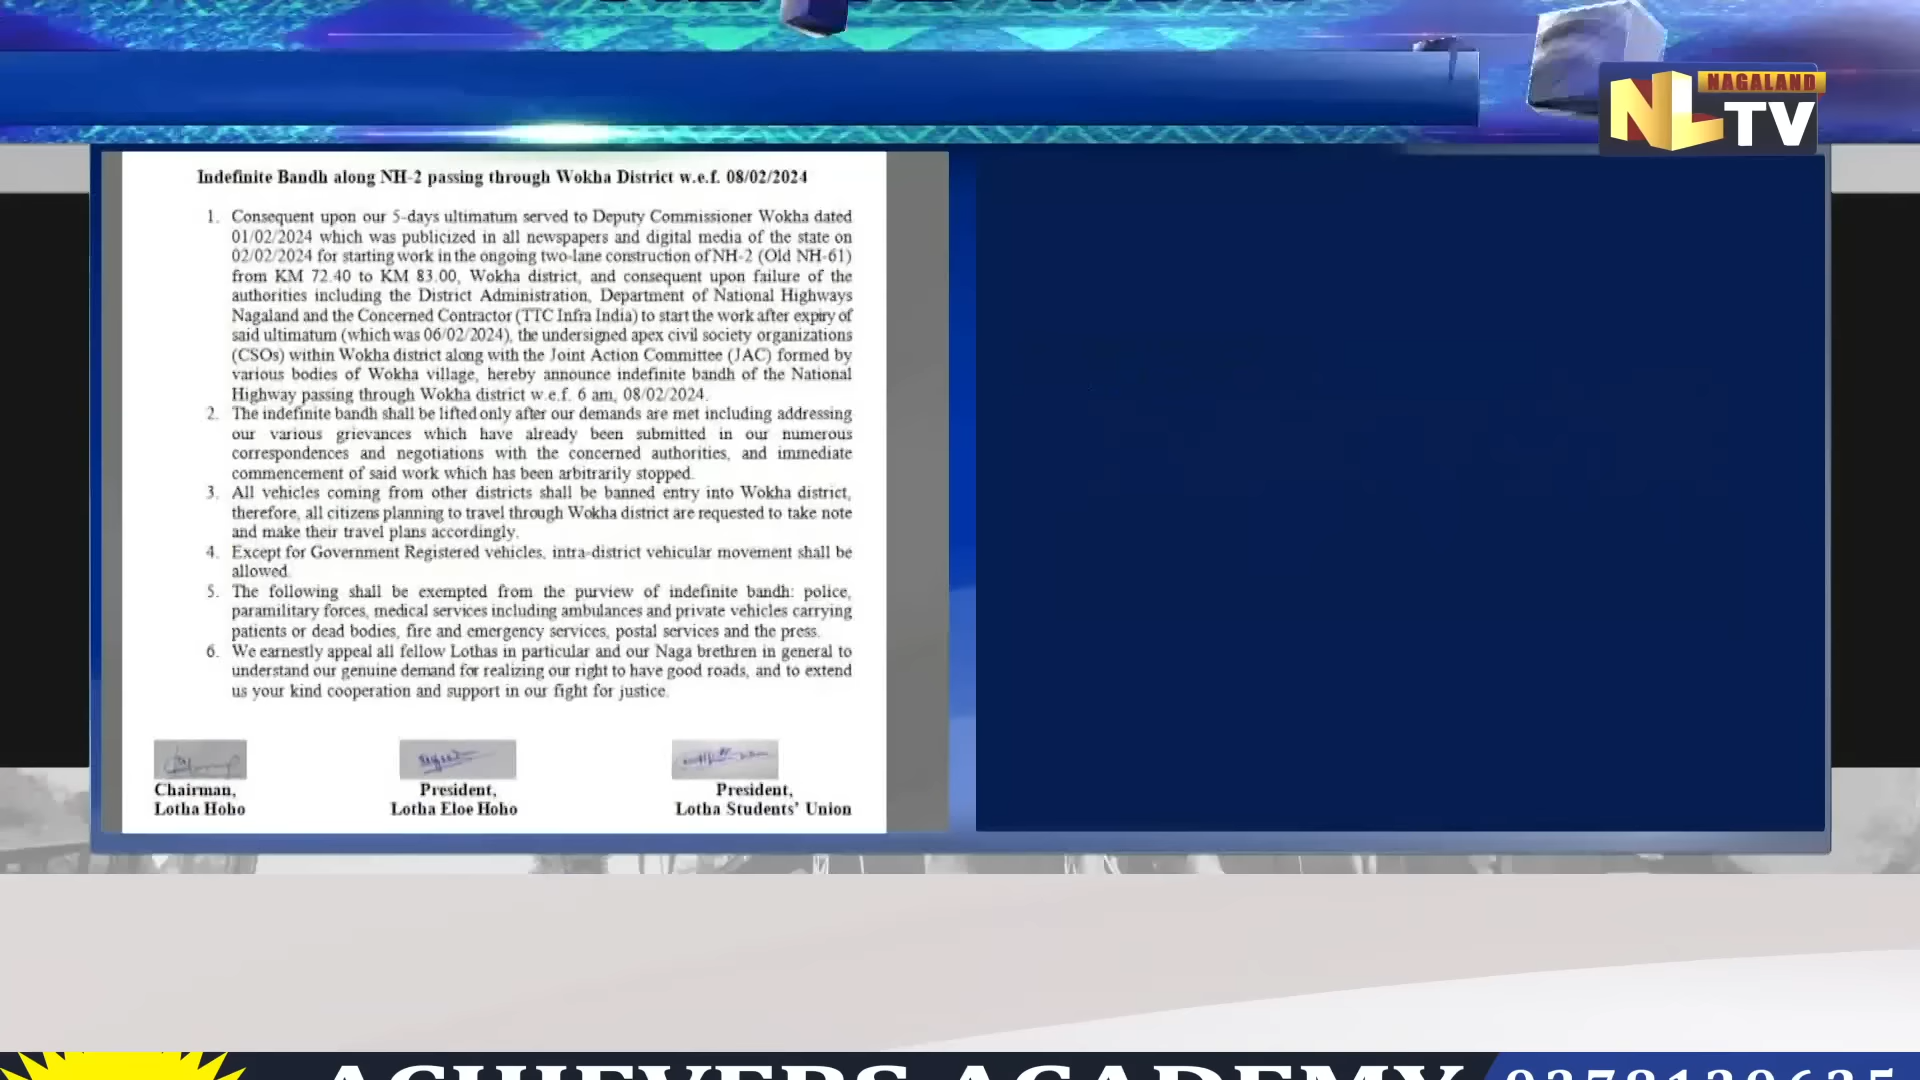 NAGALAND
NLTV
Indefinite Bandh along NH-2 passing through Wokha District w.e.f. 08/02/2024
1. Consequent upon our 5-days ultimatum served to Deputy Commissioner Wokha dated
01/02/2024 which was publicized in all newspapers and digital media of the state on
02/02/2024 for starting work in the ongoing two-lane construction of NH-2 (Old NH-61)
from KM 72.40 to KM 83.00, Wokha district, and consequent upon failure of the
authorities including the District Administration, Department of National Highways
Nagaland and the Concerned Contractor (TTC Infra India) to start the work after expiry of
said ultimatum (which was 06/02/2024), the undersigned apex civil society organizations
(CSOs) within Wokha district along with the Joint Action Committee (JAC) formed by
various bodies of Wokha village, hereby announce indefinite bandh of the National
Highway passing through Wokha district w.e.f. 6 am, 08/02/2024.
2. The indefinite bandh shall be lifted only after our demands are met including addressing
our various grievances which have already been submitted in our numerous
correspondences and negotiations with the concerned authorities, and immediate
commencement of said work which has been arbitrarily stopped.
3. All vehicles coming from other districts shall be banned entry into Wokha district,
therefore, all citizens planning to travel through Wokha district are requested to take note
and make their travel plans accordingly.
4. Except for Government Registered vehicles, intra-district vehicular movement shall be
allowed.
5. The following shall be exempted from the purview of indefinite bandh: police,
paramilitary forces, medical services including ambulances and private vehicles carrying
patients or dead bodies, fire and emergency services, postal services and the press.
6. We earnestly appeal all fellow Lothas in particular and our Naga brethren in general to
understand our genuine demand for realizing our right to have good roads, and to extend
us your kind cooperation and support in our fight for justice.
Chairman,
Lotha Hoho
President,
Lotha Eloe Hoho
President,
Lotha Students' Union
ACHIEVERS ACADEMY